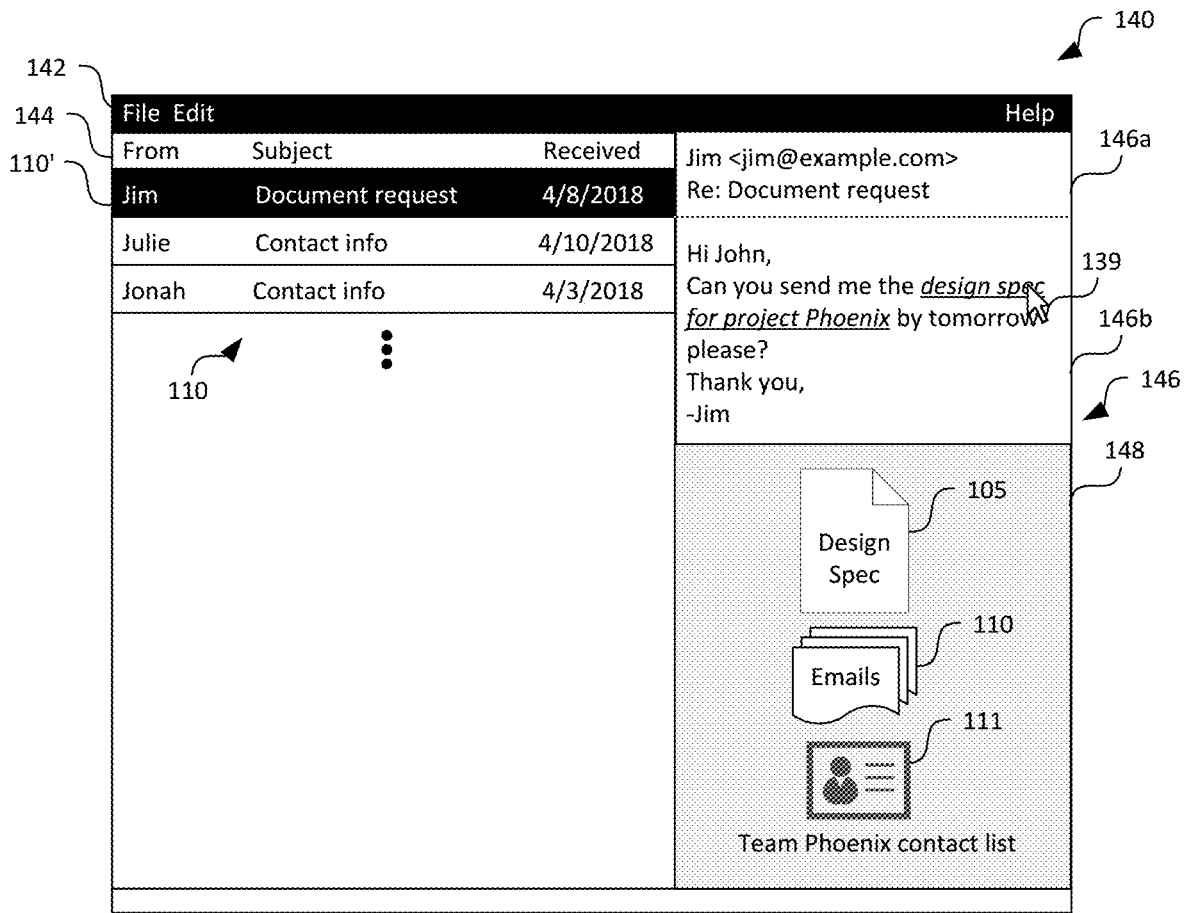 140
142
File Edit Help
144
From Subject Received
146a
110'
Jim <jim@example.com>
Re: Document request
Jim Document request 4/8/2018
Julie Contact info 4/10/2018
Jonah Contact info 4/3/2018
110
Hi John,
Can you send me the design spec
for project Phoenix by tomorrow
please?
Thank you,
-Jim
139
146b
146
148
Design
Spec
105
Emails
110
111
Team Phoenix contact list